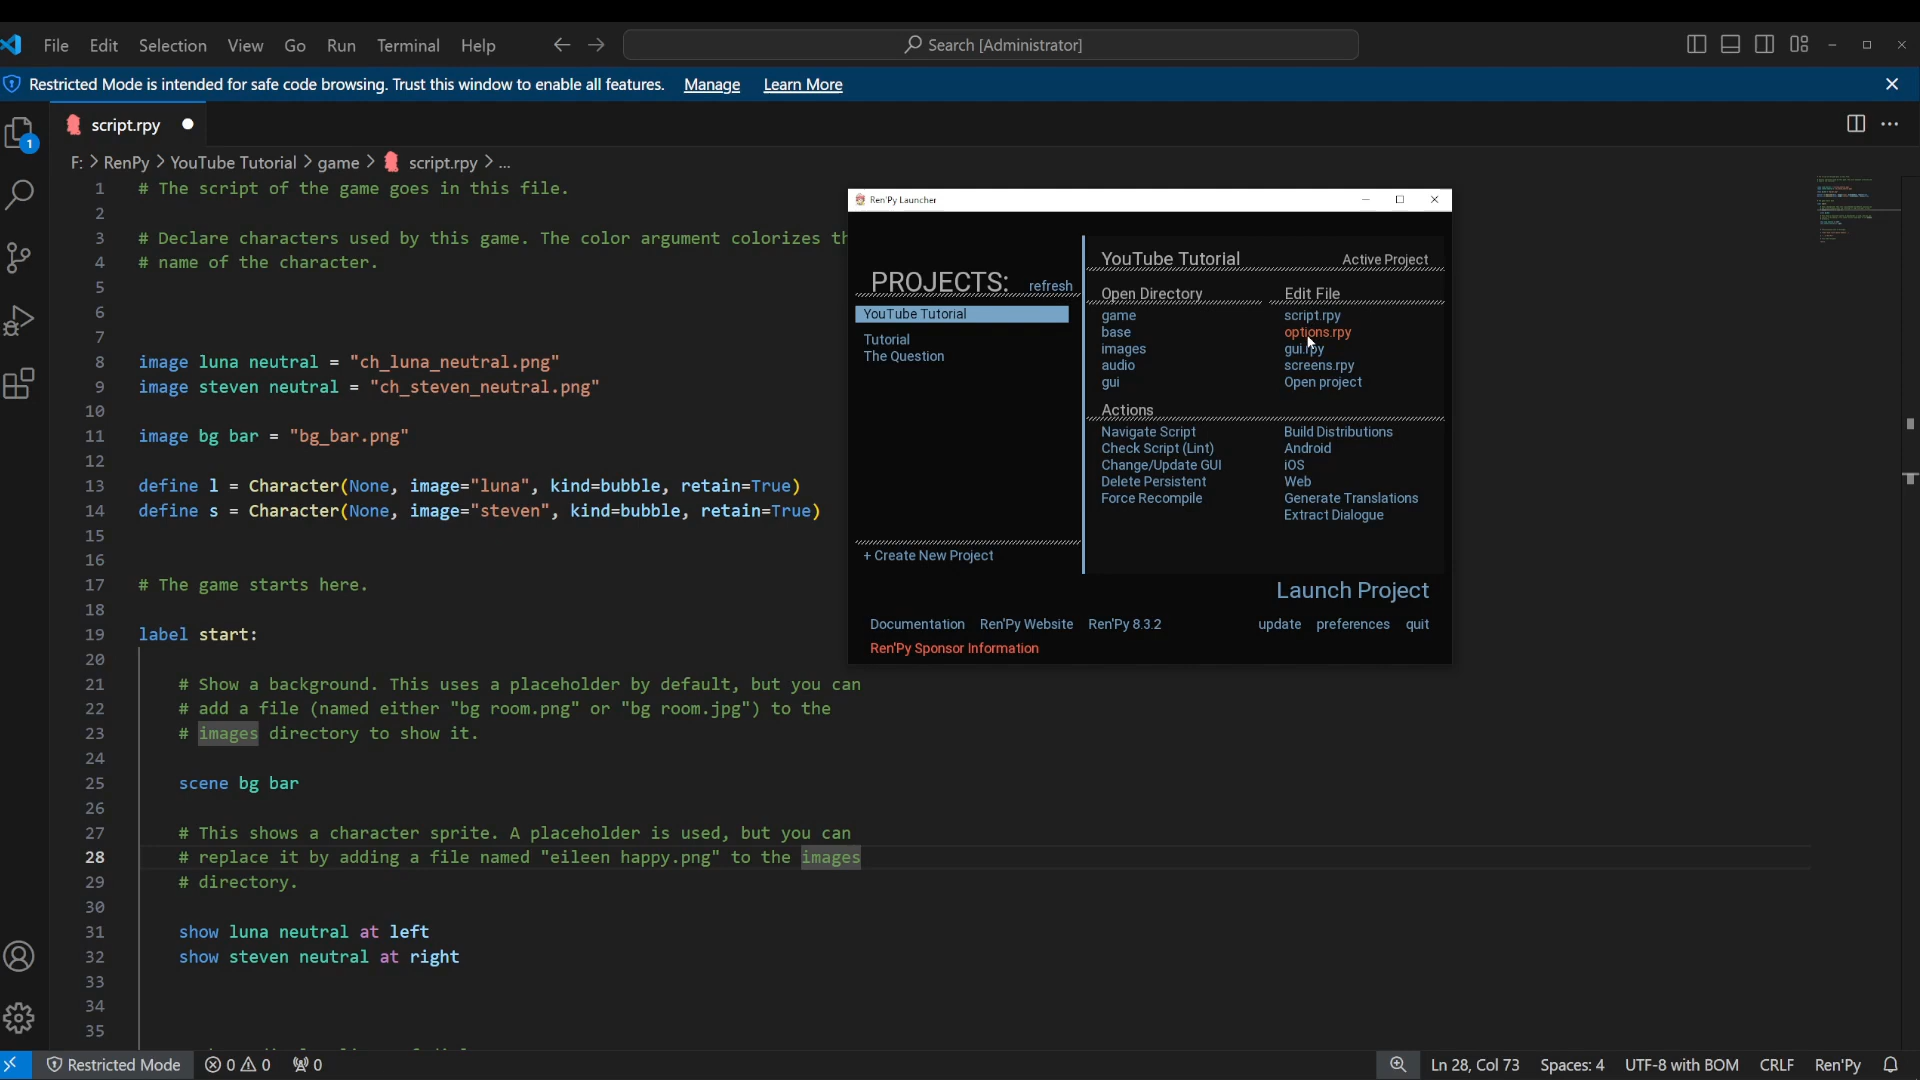 File Edit Selection View Go Run Terminal Help
Search [Administrator]
Restricted Mode is intended for safe code browsing. Trust this window to enable all features. Manage Learn More
script.rpy
1
F: > RenPy > YouTube Tutorial > game > script.rpy > ...
1 # The script of the game goes in this file.
2
3 # Declare characters used by this game. The color argument colorizes th
4 # name of the character.
5
6
7
8 image luna neutral = "ch_luna_neutral.png"
9 image steven neutral = "ch_steven_neutral.png"
10
11 image bg bar = "bg_bar.png"
12
13 define l = Character(None, image="luna", kind=bubble, retain=True)
14 define s = Character(None, image="steven", kind=bubble, retain=True)
15
16
17 # The game starts here.
18
19 label start:
20
21 # Show a background. This uses a placeholder by default, but you can
22 # add a file (named either "bg room.png" or "bg room.jpg") to the
23 # images directory to show it.
24
25 scene bg bar
26
27 # This shows a character sprite. A placeholder is used, but you can
28 # replace it by adding a file named "eileen happy.png" to the images
29 # directory.
30
31 show luna neutral at left
32 show steven neutral at right
33
34
35
Ren'Py Launcher
PROJECTS: refresh
YouTube Tutorial
Tutorial
The Question
+ Create New Project
YouTube Tutorial Active Project
Open Directory
game
base
images
audio
gui
Edit File
script.rpy
options.rpy
gui.rpy
screens.rpy
Open project
Actions
Navigate Script
Check Script (Lint)
Change/Update GUI
Delete Persistent
Force Recompile
Build Distributions
Android
iOS
Web
Generate Translations
Extract Dialogue
Launch Project
Documentation Ren'Py Website Ren'Py 8.3.2 update preferences quit
Ren'Py Sponsor Information
Restricted Mode 0 0 0 Ln 28, Col 73 Spaces: 4 UTF-8 with BOM CRLF Ren'Py